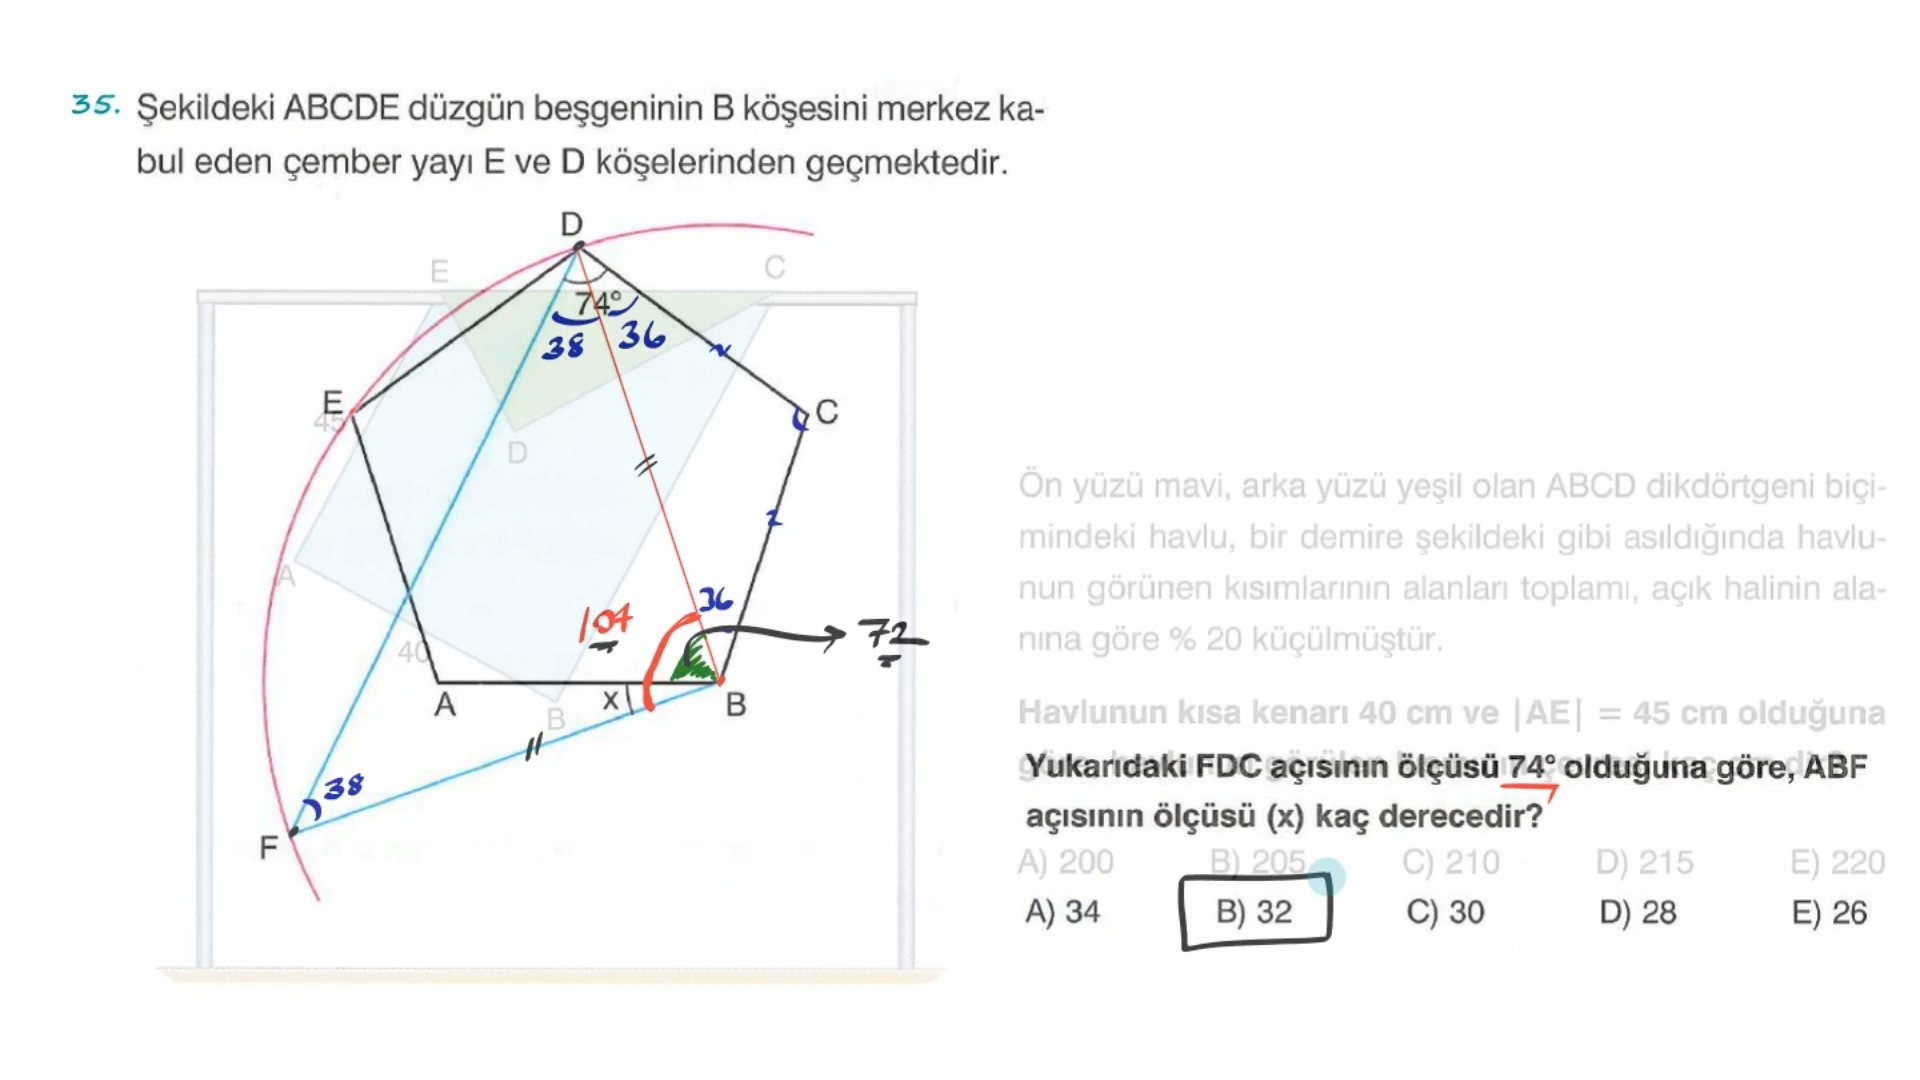 35. Şekildeki ABCDE düzgün beşgeninin B köşesini merkez ka-
bul eden çember yayı E ve D köşelerinden geçmektedir.
D
E
C
74°
38
36
E
45
C
D
A
36
104
72
40
A
x
B
B
38
F
Ön yüzü mavi, arka yüzü yeşil olan ABCD dikdörtgeni biçi-
mindeki havlu, bir demire şekildeki gibi asıldığında havlu-
nun görünen kısımlarının alanları toplamı, açık halinin ala-
nına göre % 20 küçülmüştür.
Havlunun kısa kenarı 40 cm ve |AE| = 45 cm olduğuna
Yukarıdaki FDC açısının ölçüsü 74° olduğuna göre, ABF
açısının ölçüsü (x) kaç derecedir?
A) 200 B) 205 C) 210 D) 215 E) 220
A) 34 B) 32 C) 30 D) 28 E) 26